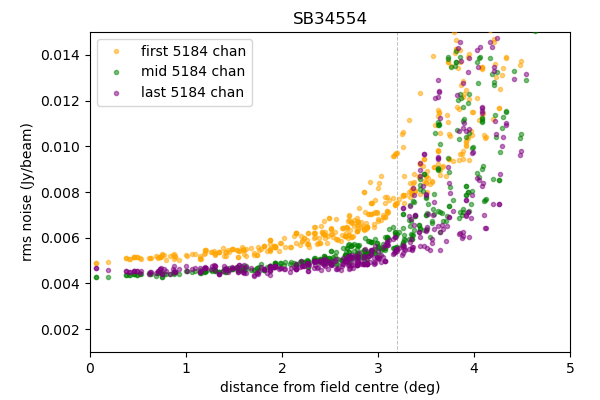 SB34554
first 5184 chan
mid 5184 chan
last 5184 chan
rms noise (Jy/beam)
0.014
0.012
0.010
0.008
0.006
0.004
0.002
0 1 2 3 4 5
distance from field centre (deg)